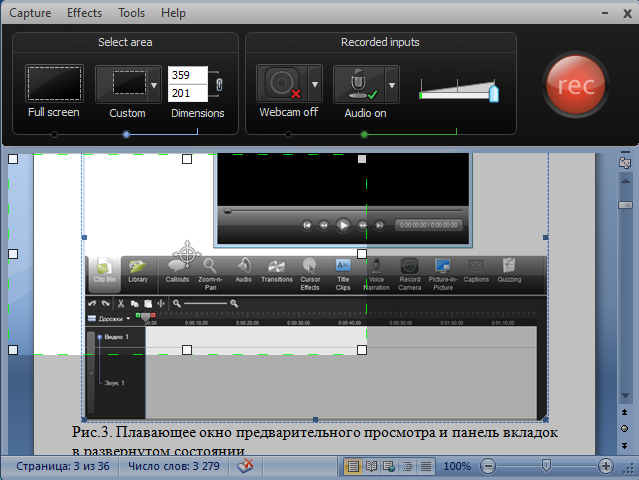 Capture Effects Tools Help
Select area
Recorded inputs
359
201
Full screen
Custom
Dimensions
Webcam off
Audio on
rec
0:00:00;00 / 0:00:00;00
Clip Bin
Library
Callouts
Zoom-n-Pan
Audio
Transitions
Cursor Effects
Title Clips
Voice Narration
Record Camera
Picture-in-Picture
Captions
Quizzing
Дорожки
0:00:10;00 0:00:20;00 0:00:30;00 0:00:40;00 0:00:50;00 0:01:00;00 0:01:10;00
Видео 1
Звук 1
Рис.3. Плавающее окно предварительного просмотра и панель вкладок
в развернутом состоянии
Страница: 3 из 36 Число слов: 3 279 100%